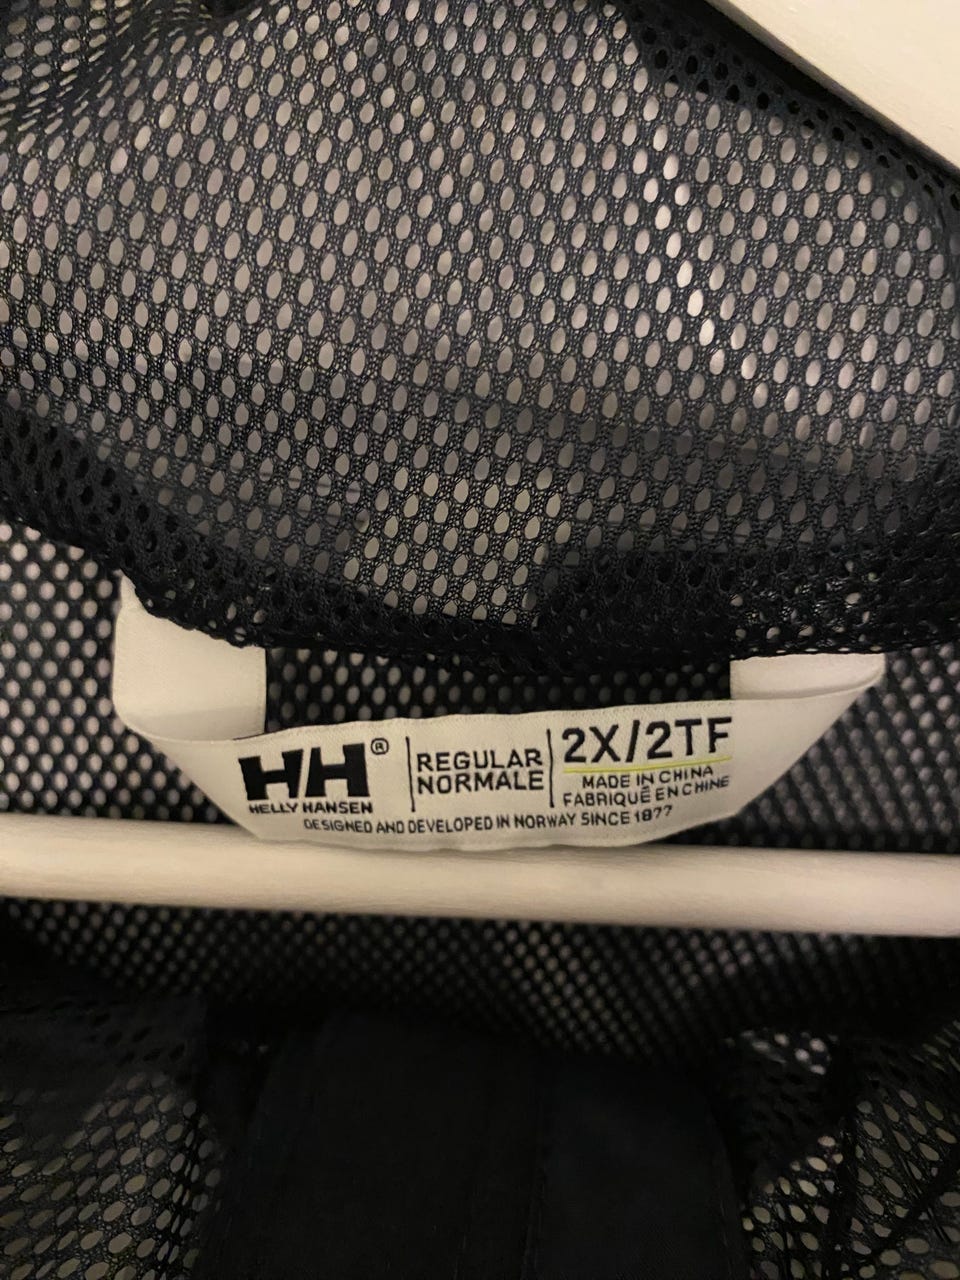 HH®
HELLY HANSEN
REGULAR
NORMALE
2X/2TF
MADE IN CHINA
FABRIQUÉ EN CHINE
DESIGNED AND DEVELOPED IN NORWAY SINCE 1877